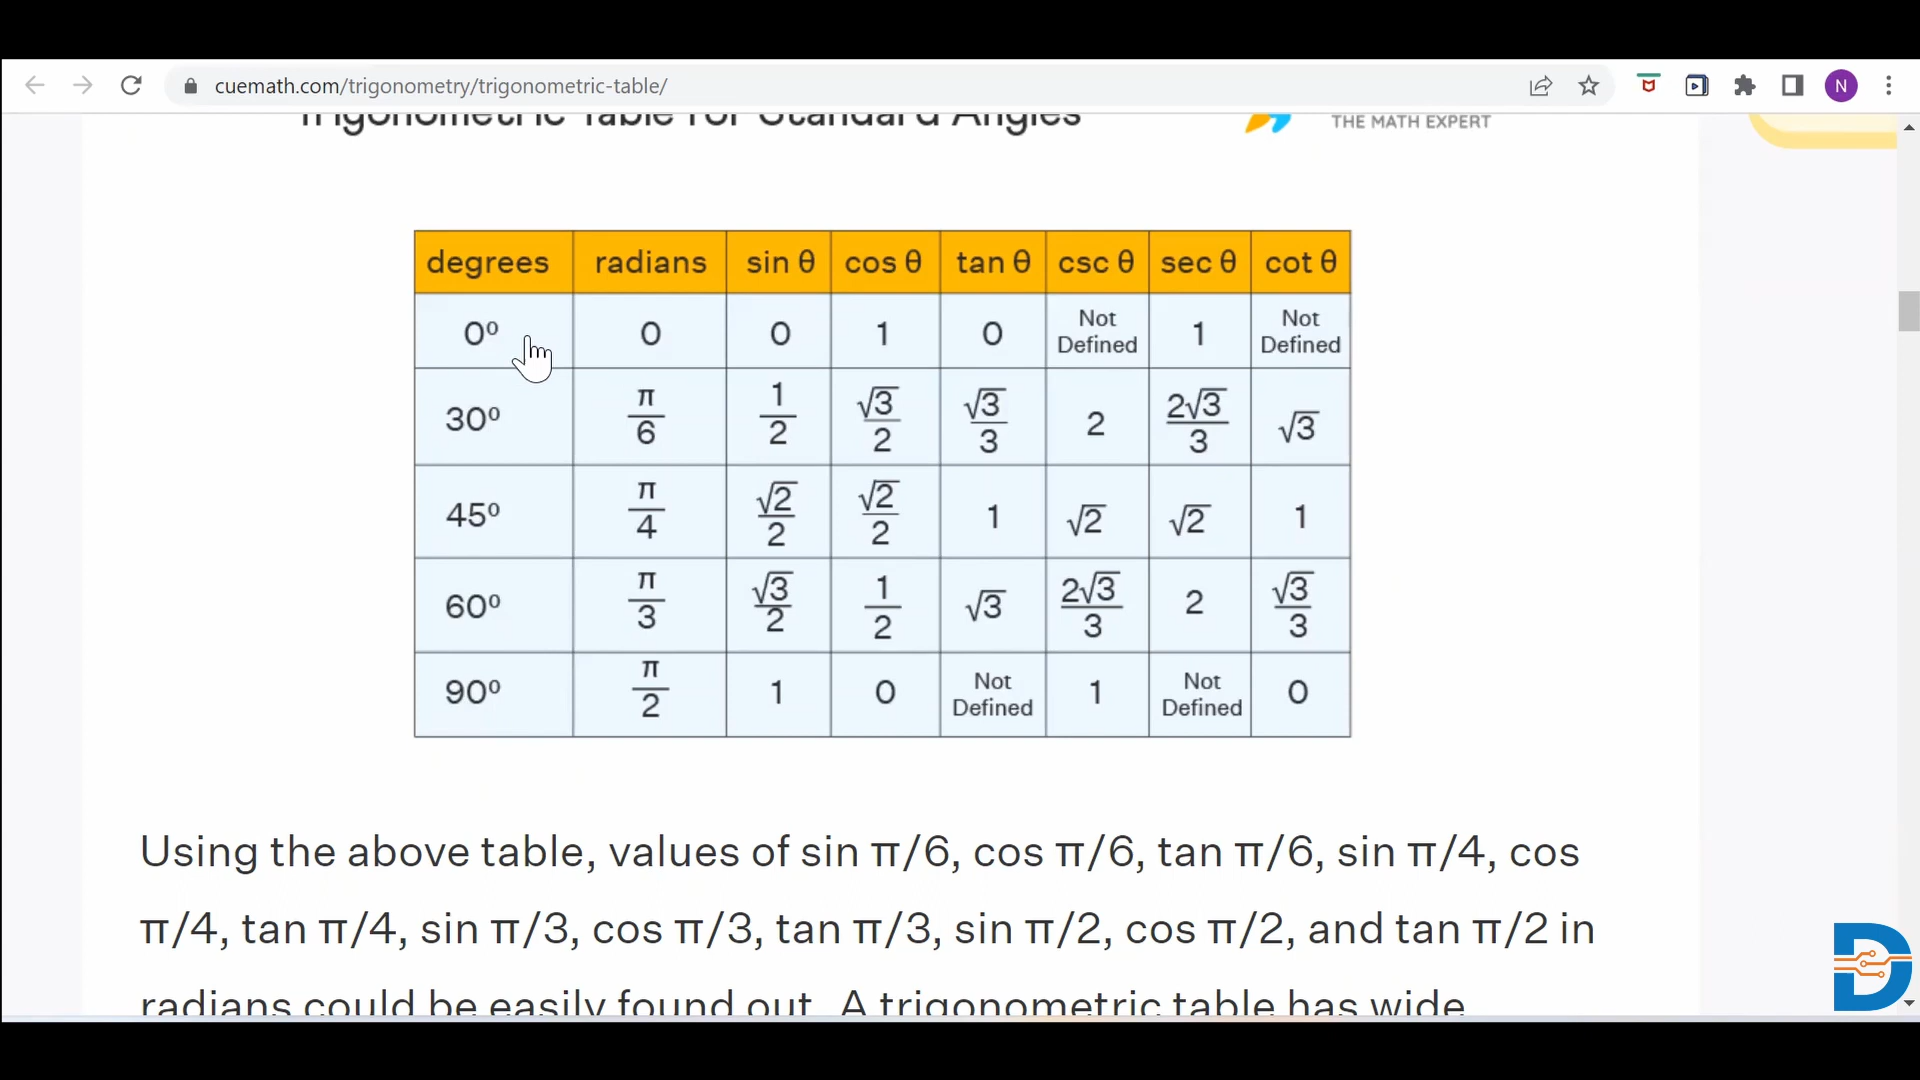 cuemath.com/trigonometry/trigonometric-table/
N
Trigonometric Table For Standard Angles
THE MATH EXPERT
degrees radians sin θ cos θ tan θ csc θ sec θ cot θ
0⁰ 0 0 1 0 Not Defined 1 Not Defined
30⁰ π/6 1/2 √3/2 √3/3 2 2√3/3 √3
45⁰ π/4 √2/2 √2/2 1 √2 √2 1
60⁰ π/3 √3/2 1/2 √3 2√3/3 2 √3/3
90⁰ π/2 1 0 Not Defined 1 Not Defined 0
Using the above table, values of sin π/6, cos π/6, tan π/6, sin π/4, cos
π/4, tan π/4, sin π/3, cos π/3, tan π/3, sin π/2, cos π/2, and tan π/2 in
radians could be easily found out. A trigonometric table has wide
D